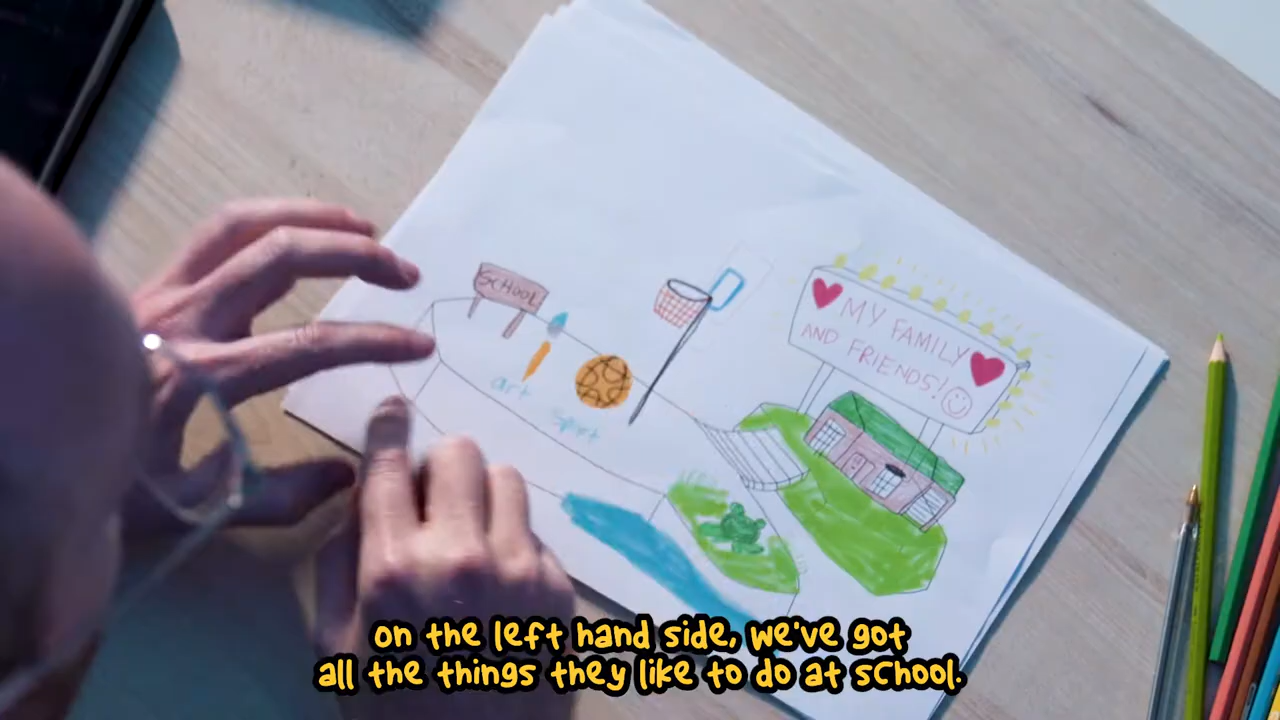 SCHOOL
art
Sport
MY FAMILY
AND FRIENDS!
on the left hand side, we've got
all the things they like to do at school.